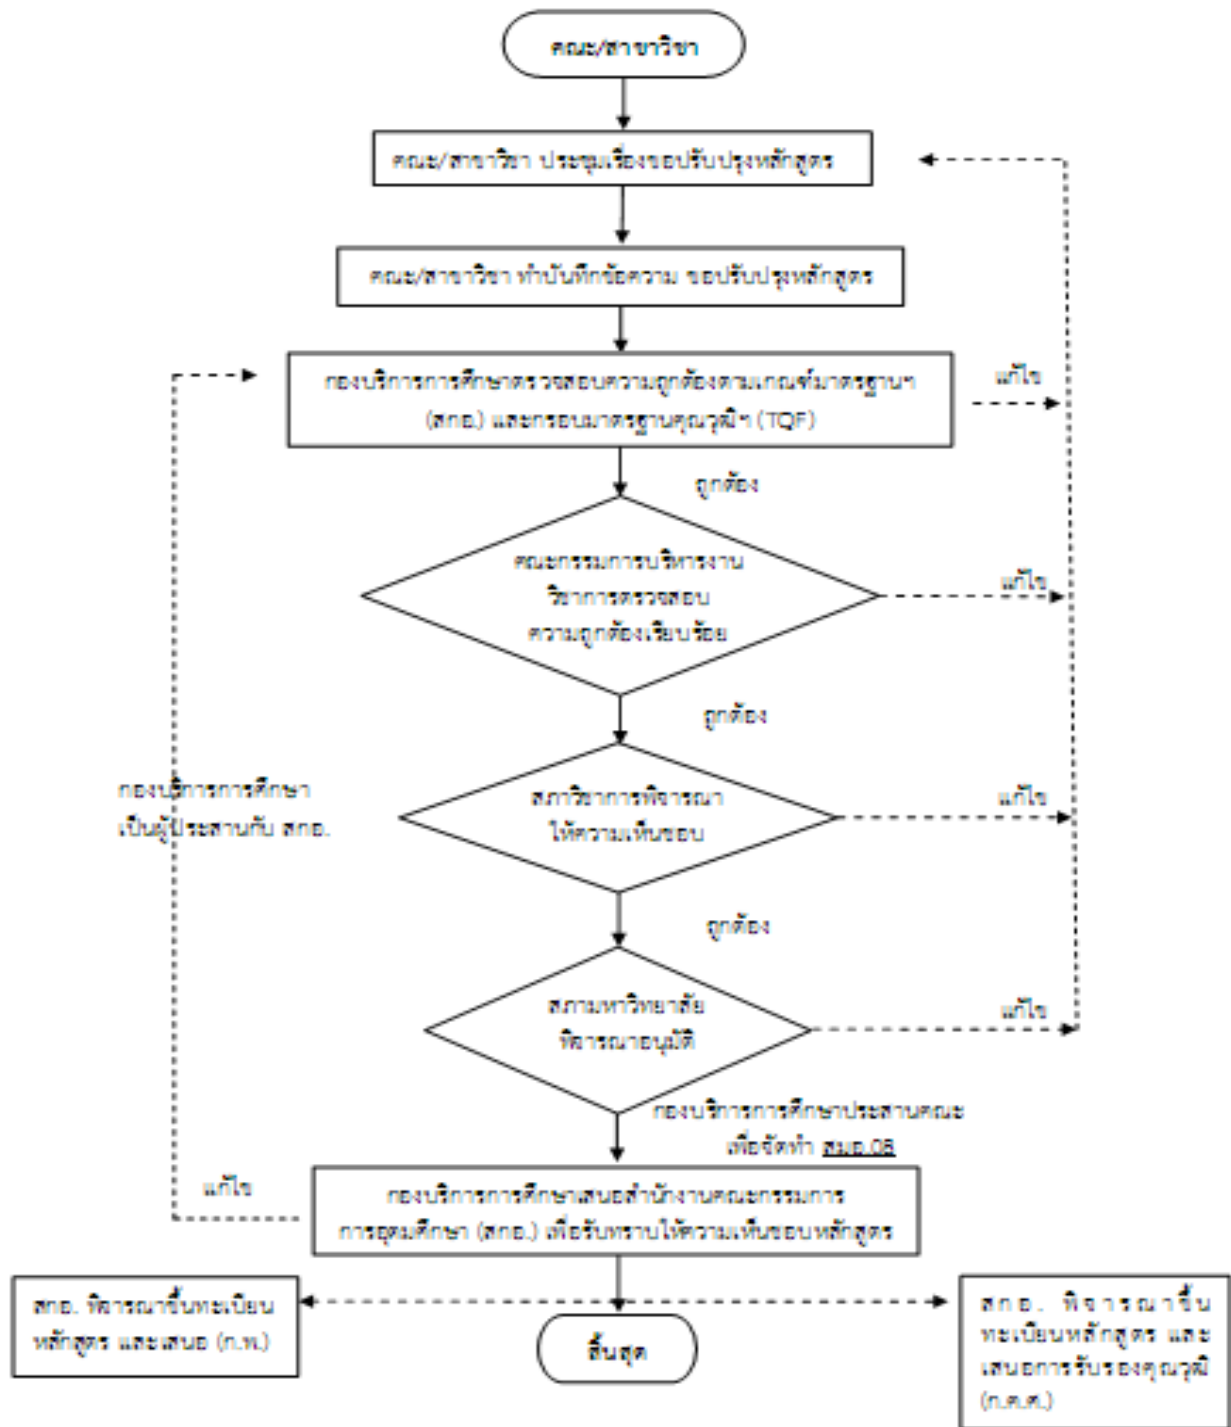 คณะ/สาขาวิชา
คณะ/สาขาวิชา ประชุมเรื่องขอปรับปรุงหลักสูตร
คณะ/สาขาวิชา ทำบันทึกข้อความ ขอปรับปรุงหลักสูตร
กองบริการการศึกษาตรวจสอบความถูกต้องตามเกณฑ์มาตรฐานฯ
(สกอ.) และกรอบมาตรฐานคุณวุฒิฯ (TQF)
แก้ไข
ถูกต้อง
คณะกรรมการบริหารงาน
วิชาการตรวจสอบ
ความถูกต้องเรียบร้อย
แก้ไข
ถูกต้อง
กองบริการการศึกษา
เป็นผู้ประสานกับ สกอ.
สภาวิชาการพิจารณา
ให้ความเห็นชอบ
แก้ไข
ถูกต้อง
สภามหาวิทยาลัย
พิจารณาอนุมัติ
แก้ไข
กองบริการการศึกษาประสานคณะ
เพื่อจัดทำ สมอ.08
แก้ไข
กองบริการการศึกษาเสนอสำนักงานคณะกรรมการ
การอุดมศึกษา (สกอ.) เพื่อรับทราบให้ความเห็นชอบหลักสูตร
สกอ. พิจารณาขึ้นทะเบียน
หลักสูตร และเสนอ (ก.พ.)
สิ้นสุด
สกอ. พิจารณาขึ้น
ทะเบียนหลักสูตร และ
เสนอการรับรองคุณวุฒิ
(ก.ค.ศ.)